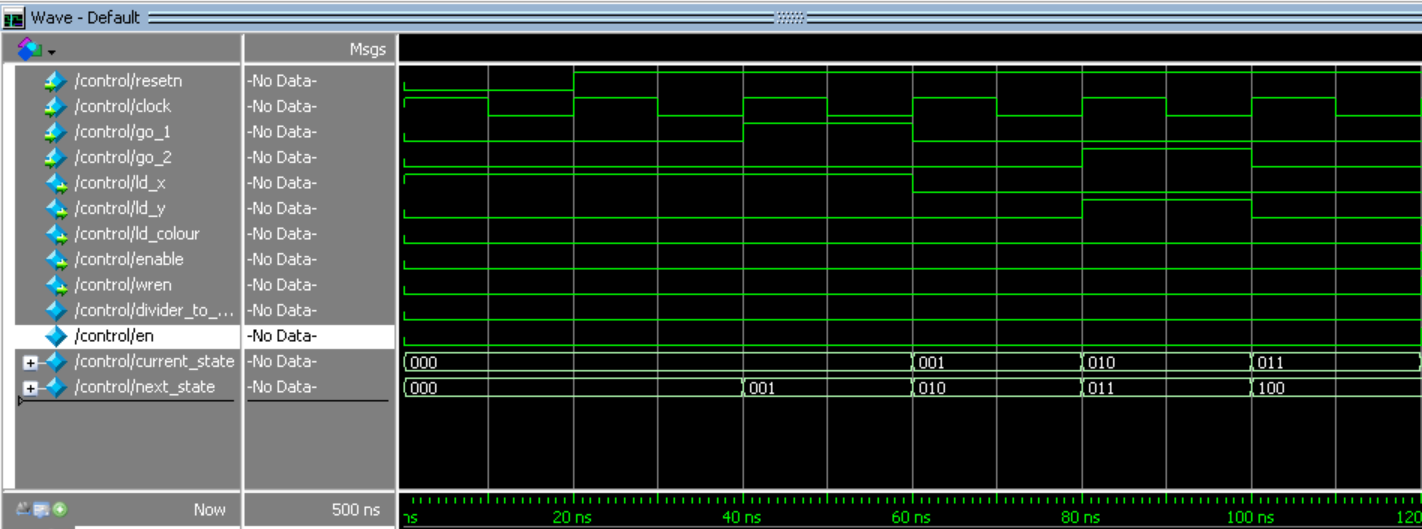 Wave - Default
Msgs
/control/resetn -No Data-
/control/clock -No Data-
/control/go_1 -No Data-
/control/go_2 -No Data-
/control/ld_x -No Data-
/control/ld_y -No Data-
/control/ld_colour -No Data-
/control/enable -No Data-
/control/wren -No Data-
/control/divider_to_... -No Data-
/control/en -No Data-
/control/current_state -No Data- 000 001 010 011
/control/next_state -No Data- 000 001 010 011 100
Now 500 ns ns 20 ns 40 ns 60 ns 80 ns 100 ns 120